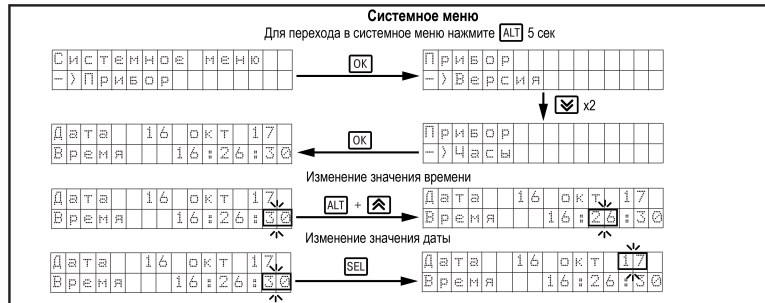 Системное меню
Для перехода в системное меню нажмите ALT 5 сек
Системное меню
–>Прибор
OK
Прибор
–>Версия
x2
Дата 16 окт 17
Время 16:26:30
OK
Прибор
–>Часы
Изменение значения времени
Дата 16 окт 17
Время 16:26:30
ALT +
Дата 16 окт 17
Время 16:26:30
Изменение значения даты
Дата 16 окт 17
Время 16:26:30
SEL
Дата 16 окт 17
Время 16:26:30